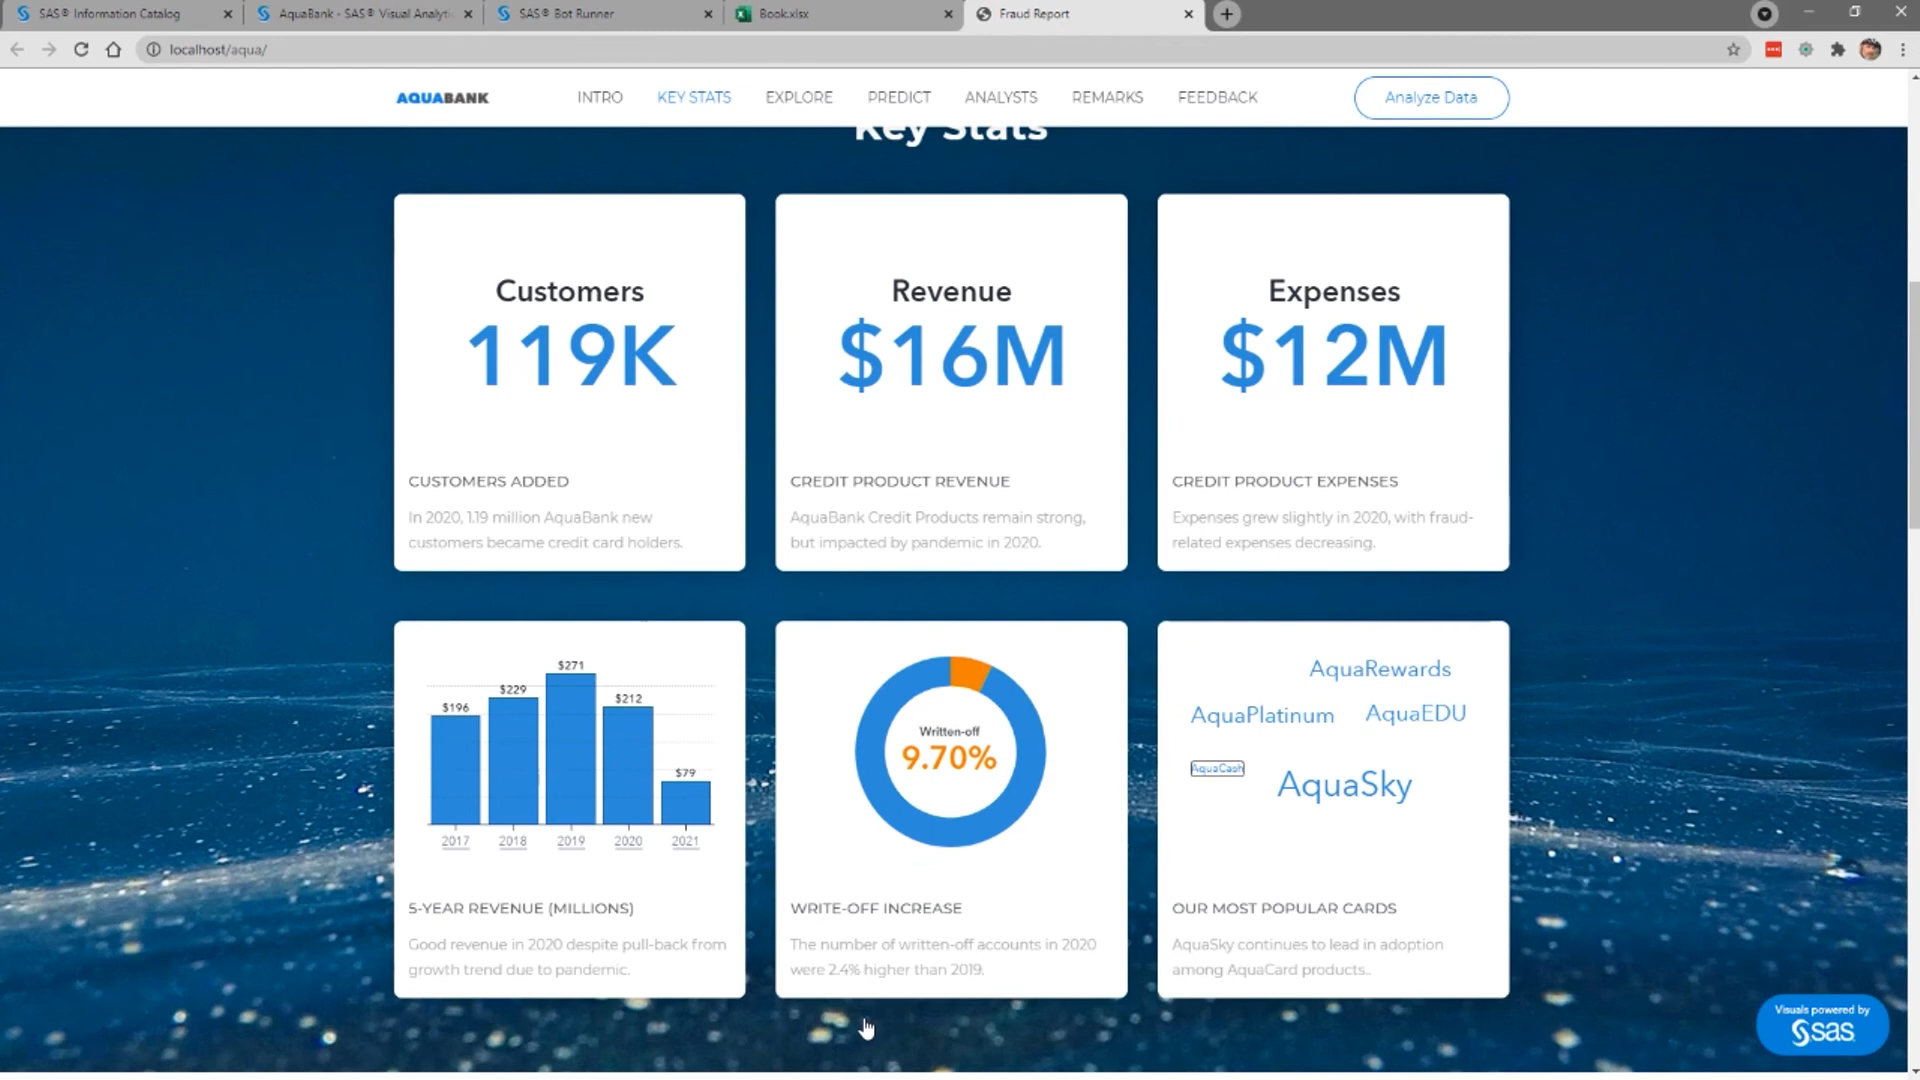 SAS® Information Catalog
AquaBank - SAS® Visual Analytic
SAS® Bot Runner
Book.xlsx
Fraud Report
localhost/aqua/
AQUABANK
INTRO
KEY STATS
EXPLORE
PREDICT
ANALYSTS
REMARKS
FEEDBACK
Analyze Data
Key Stats
Customers
119K
CUSTOMERS ADDED
In 2020, 1.19 million AquaBank new
customers became credit card holders.
Revenue
$16M
CREDIT PRODUCT REVENUE
AquaBank Credit Products remain strong,
but impacted by pandemic in 2020.
Expenses
$12M
CREDIT PRODUCT EXPENSES
Expenses grew slightly in 2020, with fraud-
related expenses decreasing.
$196
$229
$271
$212
$79
2017
2018
2019
2020
2021
5-YEAR REVENUE (MILLIONS)
Good revenue in 2020 despite pull-back from
growth trend due to pandemic.
Written-off
9.70%
WRITE-OFF INCREASE
The number of written-off accounts in 2020
were 2.4% higher than 2019.
AquaRewards
AquaPlatinum
AquaEDU
AquaCash
AquaSky
OUR MOST POPULAR CARDS
AquaSky continues to lead in adoption
among AquaCard products..
Visuals powered by
sas